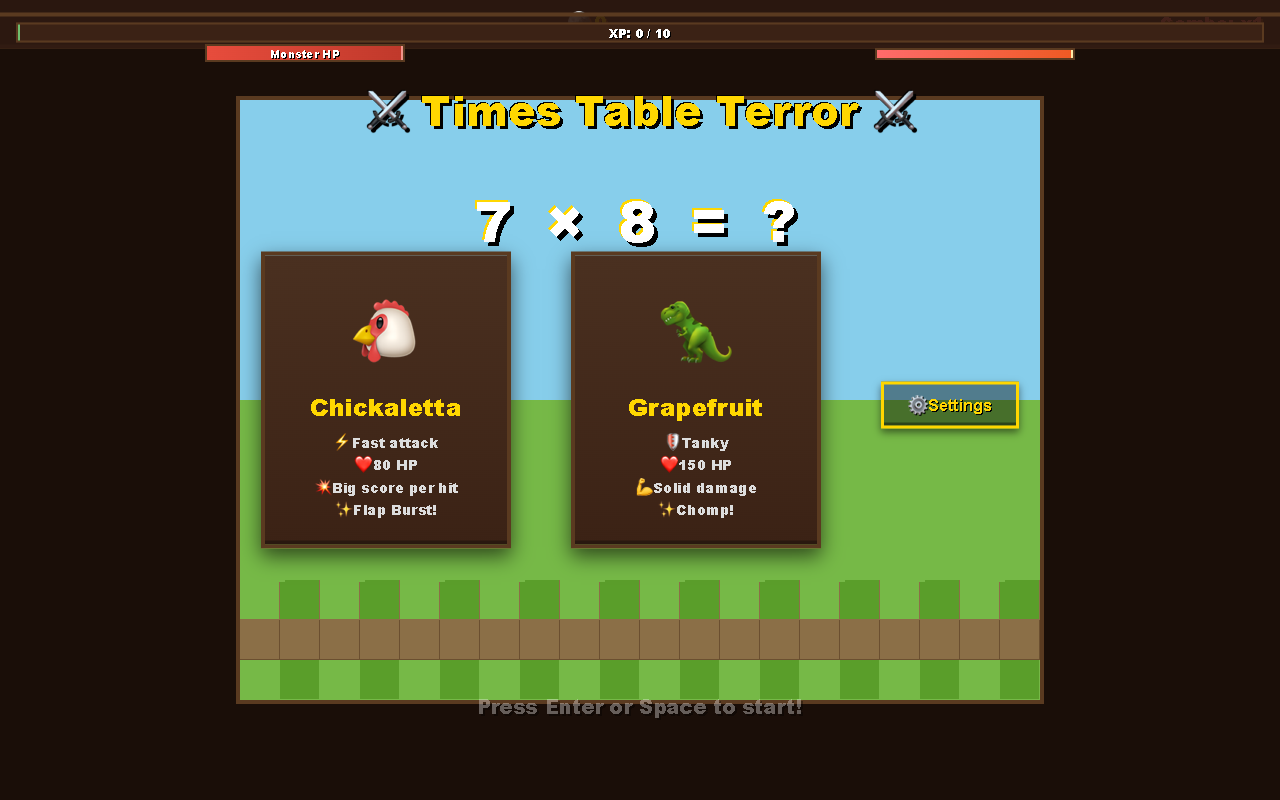 XP: 0 / 10
Monster HP
Times Table Terror
7 × 8 = ?
Chickaletta
Fast attack
80 HP
Big score per hit
Flap Burst!
Grapefruit
Tanky
150 HP
Solid damage
Chomp!
Settings
Press Enter or Space to start!